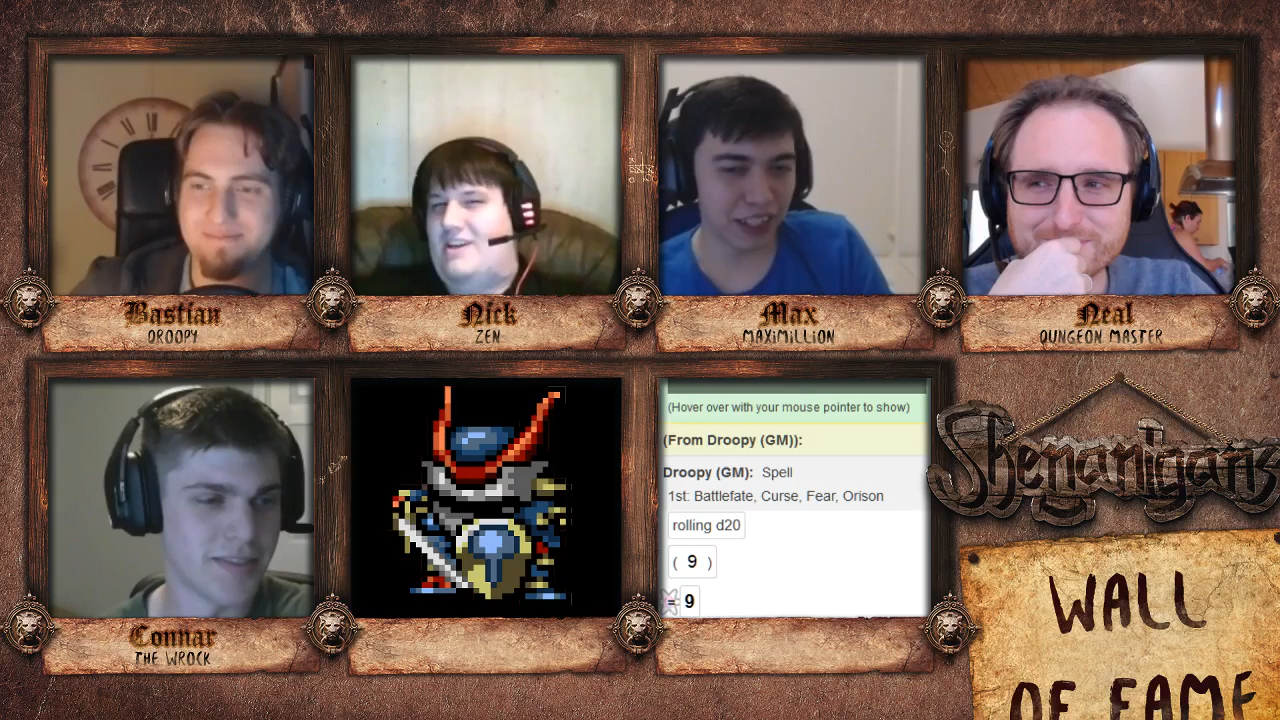 Bastian
DROOPY
Nick
ZEN
Max
MAXIMILLION
Neal
DUNGEON MASTER
Connar
THE WROCK
(Hover over with your mouse pointer to show)
(From Droopy (GM)):
Droopy (GM): Spell
1st: Battlefate, Curse, Fear, Orison
rolling d20
( 9 )
= 9
Shenanigans
WALL
OF FAME